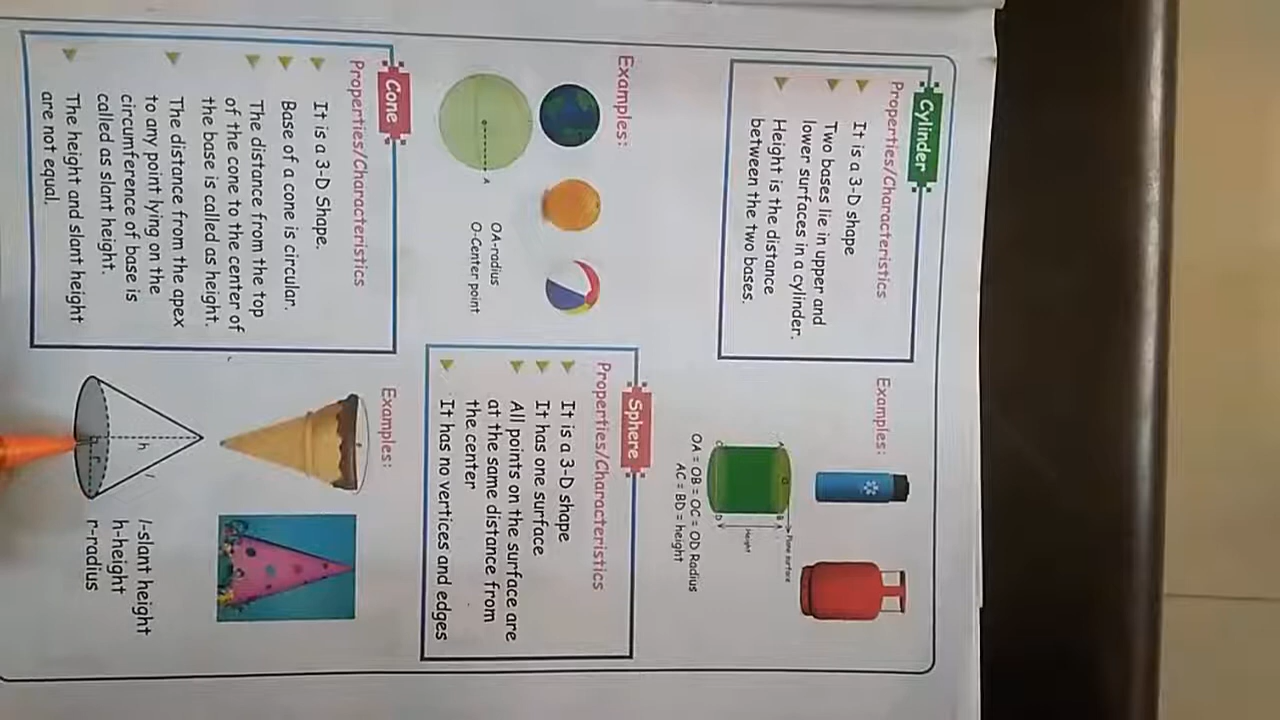 Cylinder
Properties/Characteristics
It is a 3-D shape
Two bases lie in upper and
lower surfaces in a cylinder.
Height is the distance
between the two bases.
Examples:
Plane surface
Height
OA = OB = OC = OD Radius
AC = BD = height
Examples:
A
OA-radius
O-Center point
Sphere
Properties/Characteristics
It is a 3-D shape
It has one surface
All points on the surface are
at the same distance from
the center
It has no vertices and edges
Cone
Properties/Characteristics
It is a 3-D Shape.
Base of a cone is circular.
The distance from the top
of the cone to the center of
the base is called as height.
The distance from the apex
to any point lying on the
circumference of base is
called as slant height.
The height and slant height
are not equal.
Examples:
h
l
r
l-slant height
h-height
r-radius